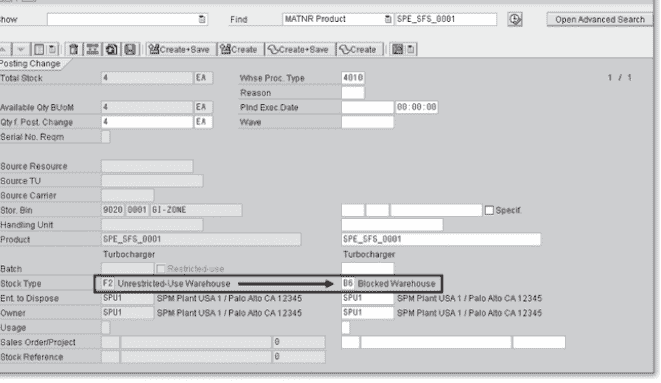 how Find MATNR Product SPE_SFS_0001 Open Advanced Search
Create+Save Create Create+Save Create
Posting Change
Total Stock 4 EA Whse Proc. Type 4010 1 / 1
Reason
Available Qty BUoM 4 EA Plnd Exec.Date 00:00:00
Qty f. Post. Change 4 EA Wave
Serial No. Reqm
Source Resource
Source TU
Source Carrier
Stor. Bin 9020 0001 GI-ZONE Specif.
Handling Unit
Product SPE_SFS_0001 SPE_SFS_0001
Turbocharger Turbocharger
Batch Restricted-use
Stock Type F2 Unrestricted-Use Warehouse B6 Blocked Warehouse
Ent. to Dispose SPU1 SPM Plant USA 1 / Palo Alto CA 12345 SPU1 SPM Plant USA 1 / Palo Alto CA 12345
Owner SPU1 SPM Plant USA 1 / Palo Alto CA 12345 SPU1 SPM Plant USA 1 / Palo Alto CA 12345
Usage
Sales Order/Project 0
Stock Reference 0